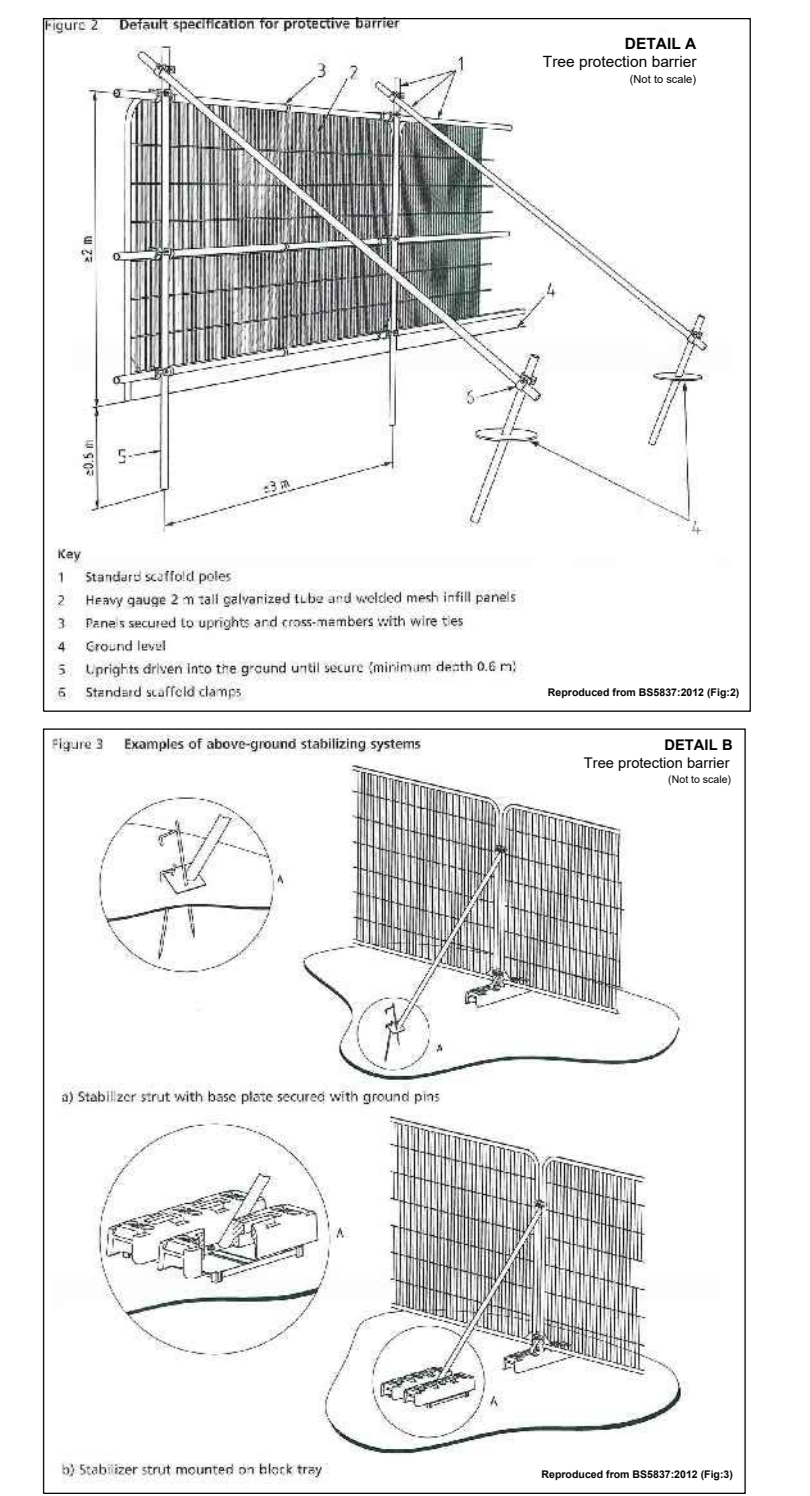 Figure 2 Default specification for protective barrier
DETAIL A
Tree protection barrier
(Not to scale)
3
2
1
≥2 m
4
6
≥0.6 m
5
≤3 m
4
Key
1 Standard scaffold poles
2 Heavy gauge 2 m tall galvanized tube and welded mesh infill panels
3 Panels secured to uprights and cross-members with wire ties
4 Ground level
5 Uprights driven into the ground until secure (minimum depth 0.6 m)
6 Standard scaffold clamps
Reproduced from BS5837:2012 (Fig:2)
Figure 3 Examples of above-ground stabilizing systems
DETAIL B
Tree protection barrier
(Not to scale)
A
A
a) Stabilizer strut with base plate secured with ground pins
A
A
b) Stabilizer strut mounted on block tray
Reproduced from BS5837:2012 (Fig:3)